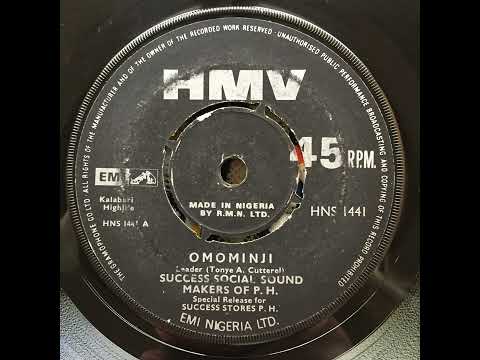 ALL RIGHTS OF THE MANUFACTURER AND OF THE OWNER OF THE RECORDED WORK RESERVED · UNAUTHORISED PUBLIC PERFORMANCE BROADCASTING AND COPYING OF THIS RECORD PROHIBITED
THE GRAMOPHONE CO LTD.
HMV
45 R.P.M.
EMI
Kalabari
Highlife
HNS 1441 A
MADE IN NIGERIA
BY R.M.N. LTD.
HNS 1441
OMOMINJI
Leader (Tonye A. Cutterel)
SUCCESS SOCIAL SOUND
MAKERS OF P. H.
Special Release for
SUCCESS STORES P. H.
EMI NIGERIA LTD.